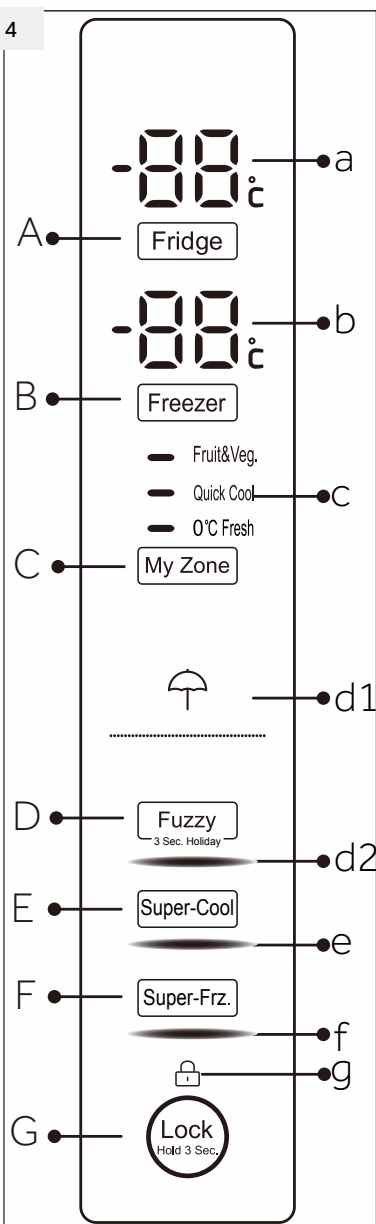 4
-88°c a
A Fridge
-88°c b
B Freezer
Fruit&Veg.
Quick Cool c
0°C Fresh
C My Zone
d1
D Fuzzy
3 Sec. Holiday
d2
E Super-Cool
e
F Super-Frz.
f
g
G Lock
Hold 3 Sec.